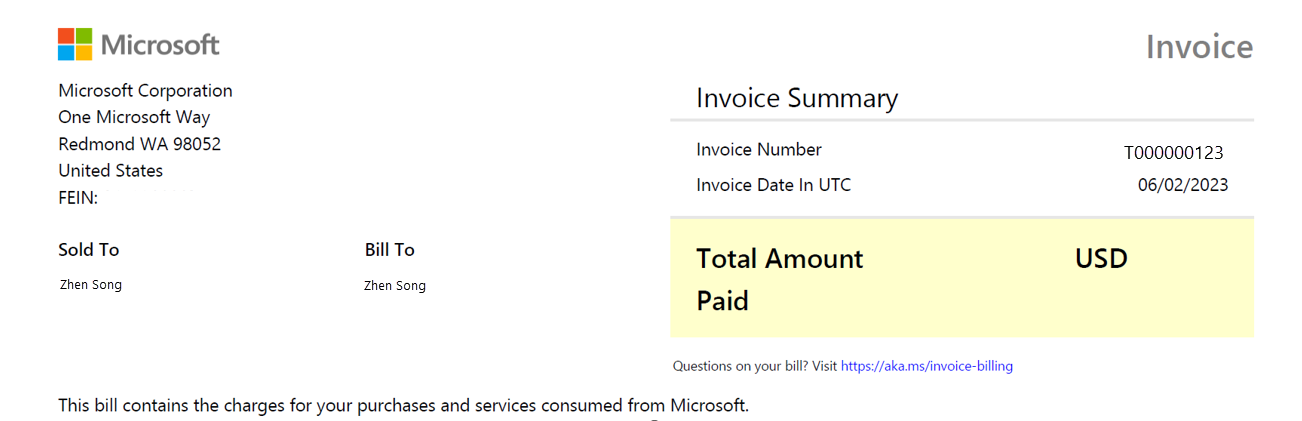 Microsoft
Invoice
Microsoft Corporation
One Microsoft Way
Redmond WA 98052
United States
FEIN:
Invoice Summary
Invoice Number T000000123
Invoice Date In UTC 06/02/2023
Sold To
Zhen Song
Bill To
Zhen Song
Total Amount USD
Paid
Questions on your bill? Visit https://aka.ms/invoice-billing
This bill contains the charges for your purchases and services consumed from Microsoft.